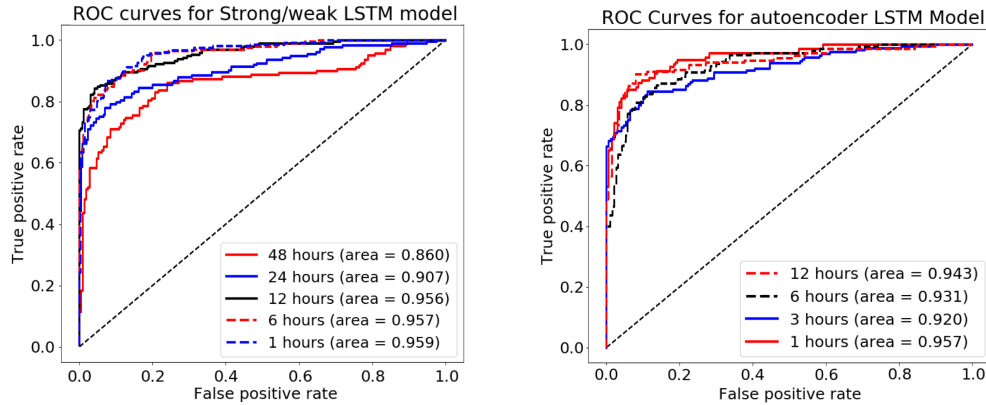 ROC curves for Strong/weak LSTM model
True positive rate
1.0
0.8
0.6
0.4
0.2
0.0
48 hours (area = 0.860)
24 hours (area = 0.907)
12 hours (area = 0.956)
6 hours (area = 0.957)
1 hours (area = 0.959)
0.0 0.2 0.4 0.6 0.8 1.0
False positive rate
ROC Curves for autoencoder LSTM Model
True positive rate
1.0
0.8
0.6
0.4
0.2
0.0
12 hours (area = 0.943)
6 hours (area = 0.931)
3 hours (area = 0.920)
1 hours (area = 0.957)
0.0 0.2 0.4 0.6 0.8 1.0
False positive rate